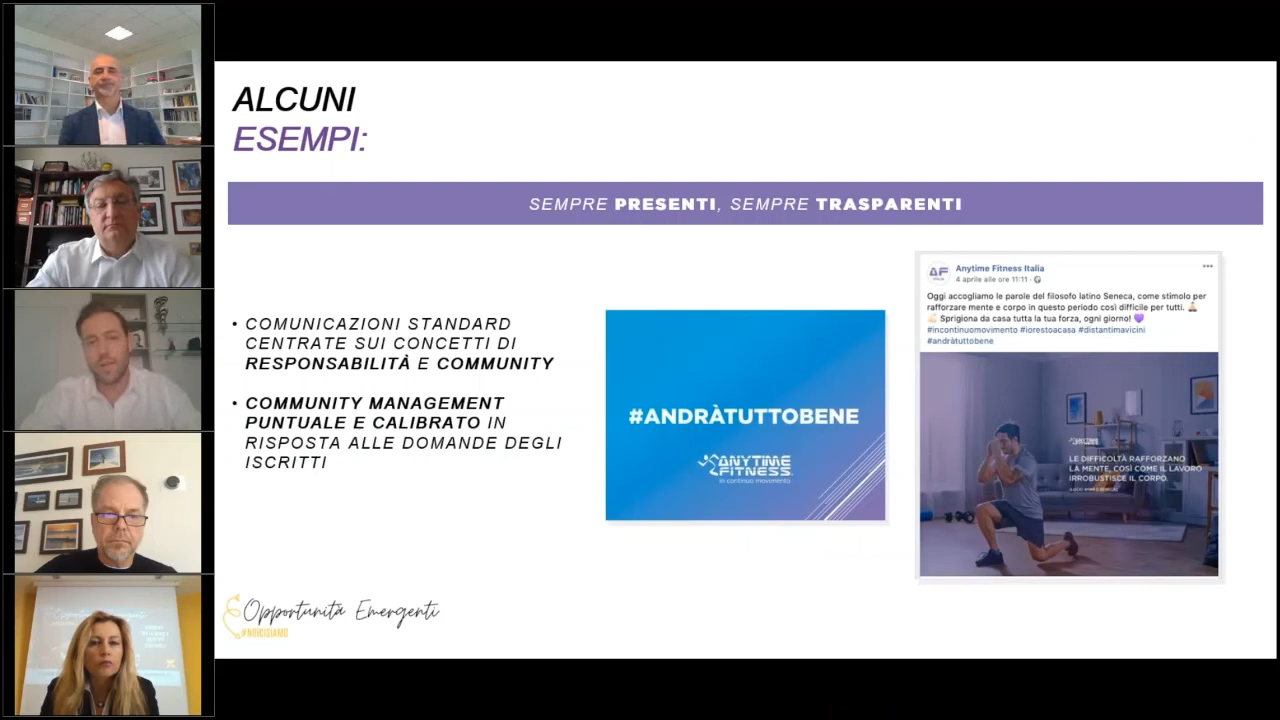 ALCUNI
ESEMPI:
SEMPRE PRESENTI, SEMPRE TRASPARENTI
• COMUNICAZIONI STANDARD
CENTRATE SUI CONCETTI DI
RESPONSABILITÀ E COMMUNITY
• COMMUNITY MANAGEMENT
PUNTUALE E CALIBRATO IN
RISPOSTA ALLE DOMANDE DEGLI
ISCRITTI
#ANDRÀTUTTOBENE
ANYTIME
FITNESS.
in continuo movimento
AF
Anytime Fitness Italia
4 aprile alle ore 11:11 ·
Oggi accogliamo le parole del filosofo latino Seneca, come stimolo per
rafforzare mente e corpo in questo periodo così difficile per tutti. 🧘
💪 Sprigiona da casa tutta la tua forza, ogni giorno! 💜
#incontinuomovimento #iorestoacasa #distantimavicini
#andràtuttobene
LE DIFFICOLTÀ RAFFORZANO
LA MENTE, COSÌ COME IL LAVORO
IRROBUSTISCE IL CORPO.
Opportunità Emergenti
#NOICISIAMO